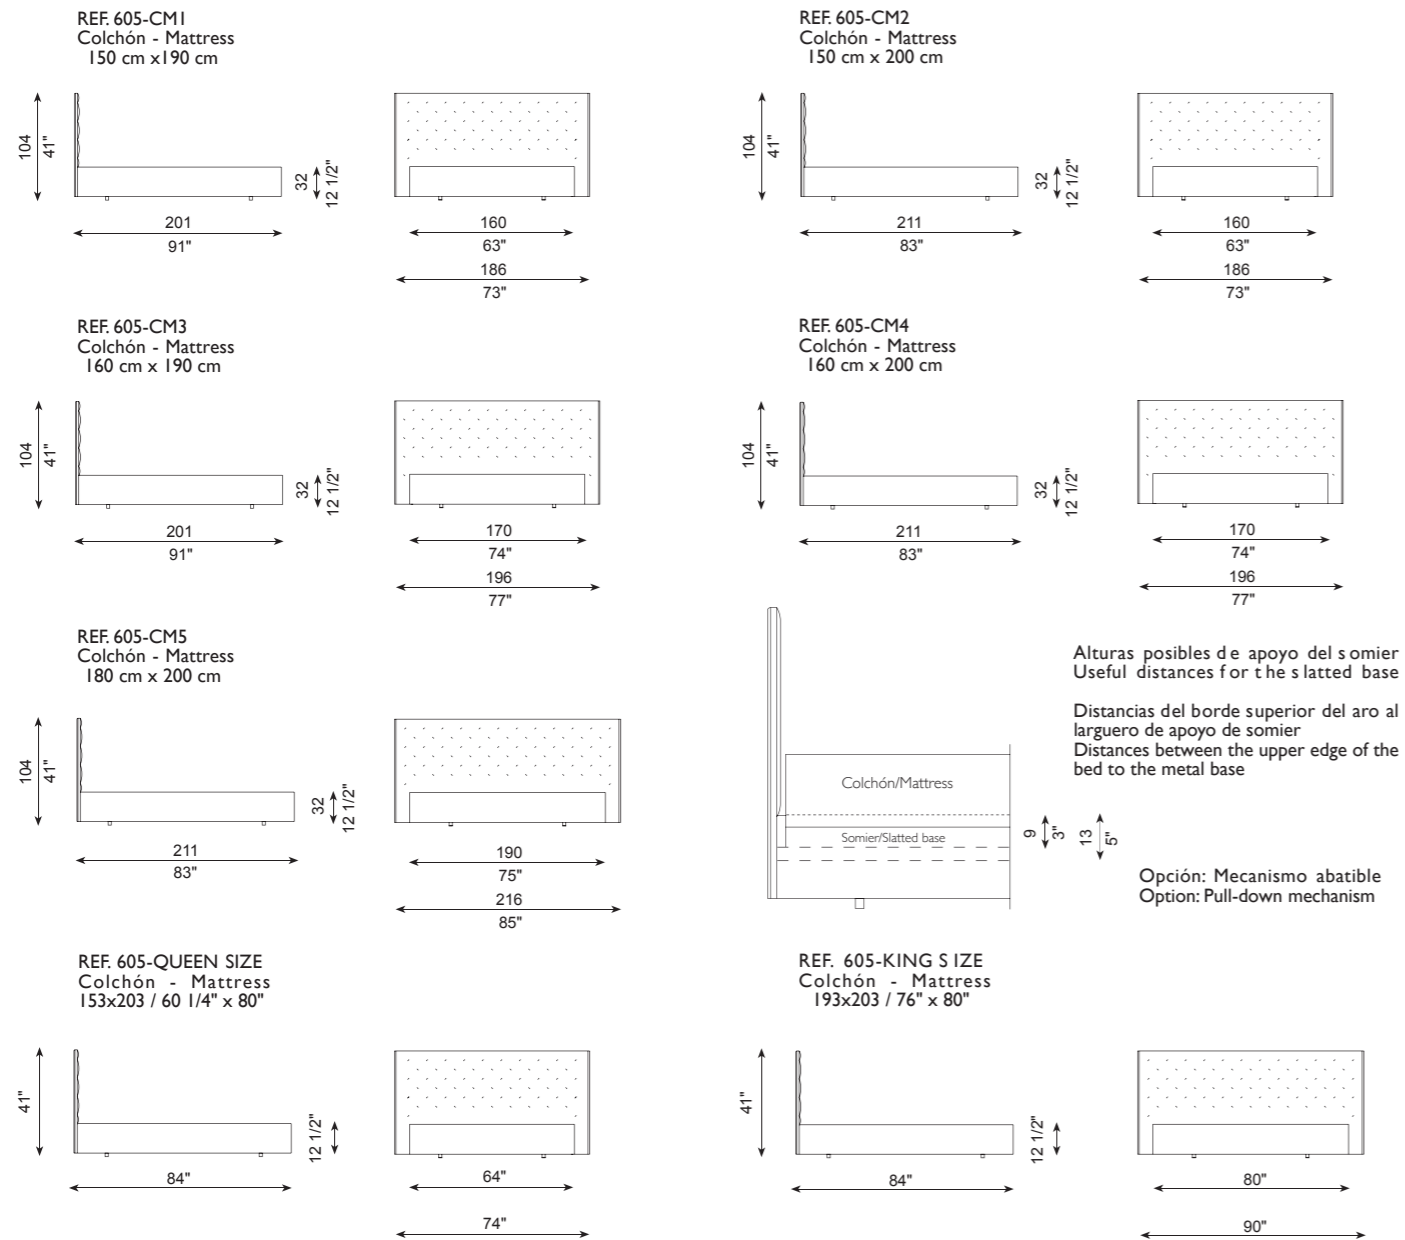 REF. 605-CM1
Colchón - Mattress
150 cm x190 cm
104
41"
32
12 1/2"
201
91"
160
63"
186
73"
REF. 605-CM2
Colchón - Mattress
150 cm x 200 cm
104
41"
32
12 1/2"
211
83"
160
63"
186
73"
REF. 605-CM3
Colchón - Mattress
160 cm x 190 cm
104
41"
32
12 1/2"
201
91"
170
74"
196
77"
REF. 605-CM4
Colchón - Mattress
160 cm x 200 cm
104
41"
32
12 1/2"
211
83"
170
74"
196
77"
REF. 605-CM5
Colchón - Mattress
180 cm x 200 cm
104
41"
32
12 1/2"
211
83"
190
75"
216
85"
Alturas posibles de apoyo del somier
Useful distances for the slatted base
Distancias del borde superior del aro al
larguero de apoyo de somier
Distances between the upper edge of the
bed to the metal base
Colchón/Mattress
Somier/Slatted base
9
3"
13
5"
Opción: Mecanismo abatible
Option: Pull-down mechanism
REF. 605-QUEEN SIZE
Colchón - Mattress
153x203 / 60 1/4" x 80"
41"
12 1/2"
84"
64"
74"
REF. 605-KING SIZE
Colchón - Mattress
193x203 / 76" x 80"
41"
12 1/2"
84"
80"
90"